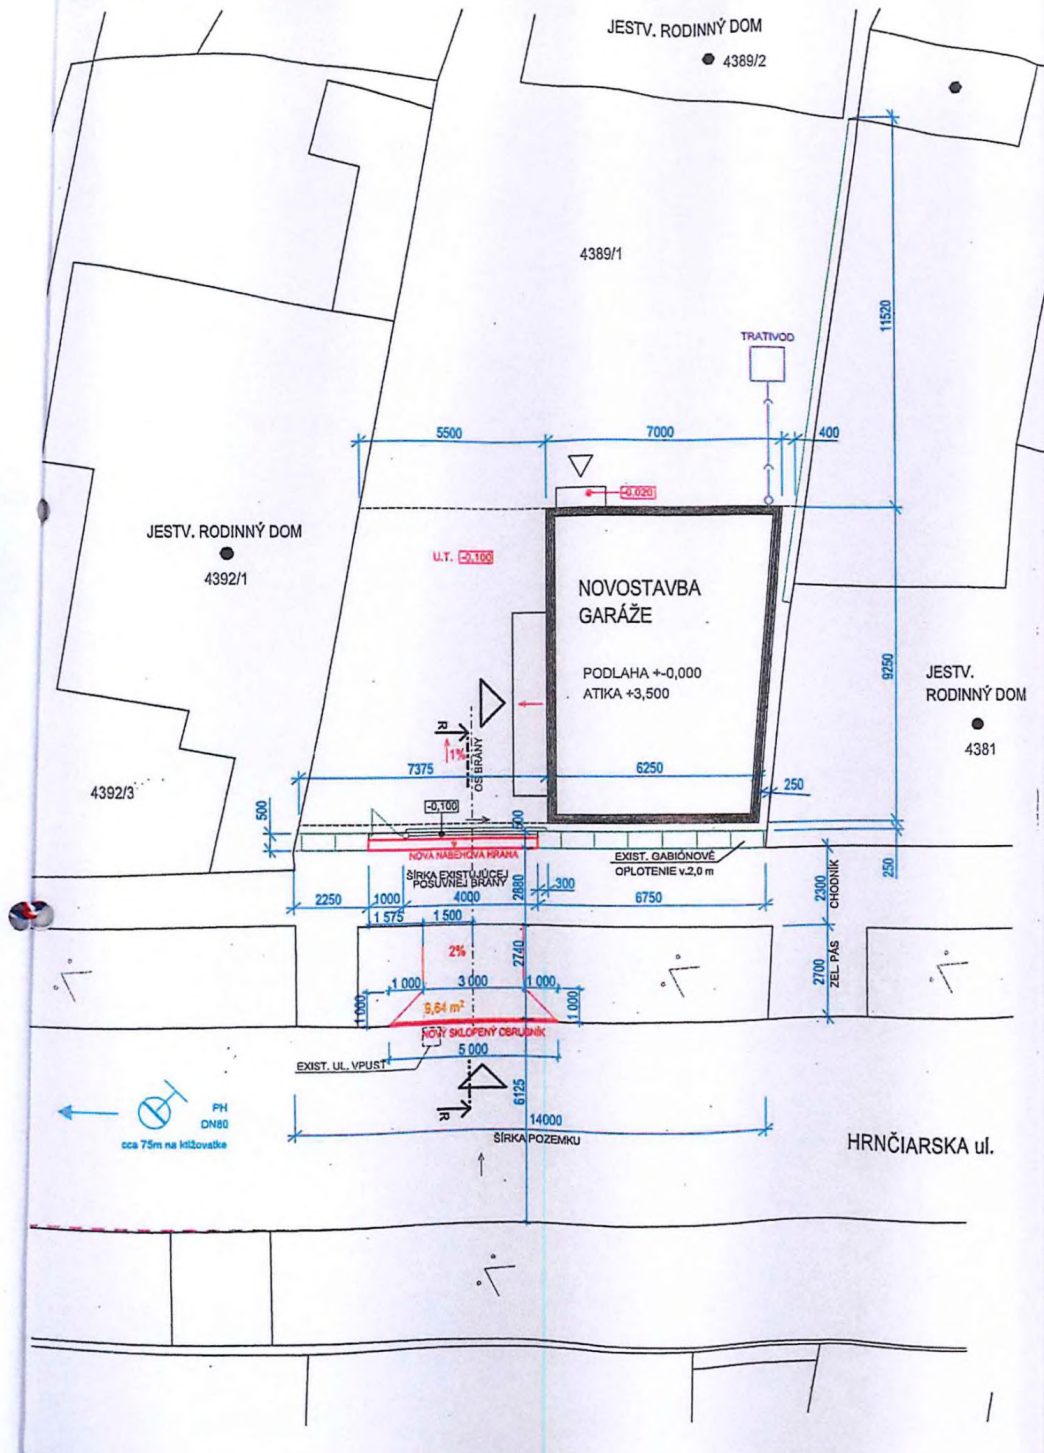 JESTV. RODINNÝ DOM
4389/2
4389/1
11520
TRATIVOD
5500
7000
400
-0.020
JESTV. RODINNÝ DOM
4392/1
U.T. -0,100
NOVOSTAVBA
GARÁŽE
PODLAHA +-0,000
ATIKA +3,500
9250
JESTV.
RODINNÝ DOM
4381
R
1%
OS BRÁNY
7375
6250
250
4392/3
-0,100
500
600
NOVÁ NÁBEHOVÁ HRANA
EXIST. GABIÓNOVÉ
OPLOTENIE v.2,0 m
250
ŠÍRKA EXISTUJÚCEJ
POSUVNEJ BRÁNY
2880
300
2300
CHODNÍK
2250
1000
4000
6750
1 575
1 500
2%
2740
2700
ZEL. PÁS
1 000
3 000
1 000
1 000
9,64 m²
1 000
NOVÝ SKLOPENÝ OBRUBNÍK
5 000
EXIST. UL. VPUSŤ
6125
R
PH
DN80
cca 75m na križovatke
14000
ŠÍRKA POZEMKU
HRNČIARSKA ul.